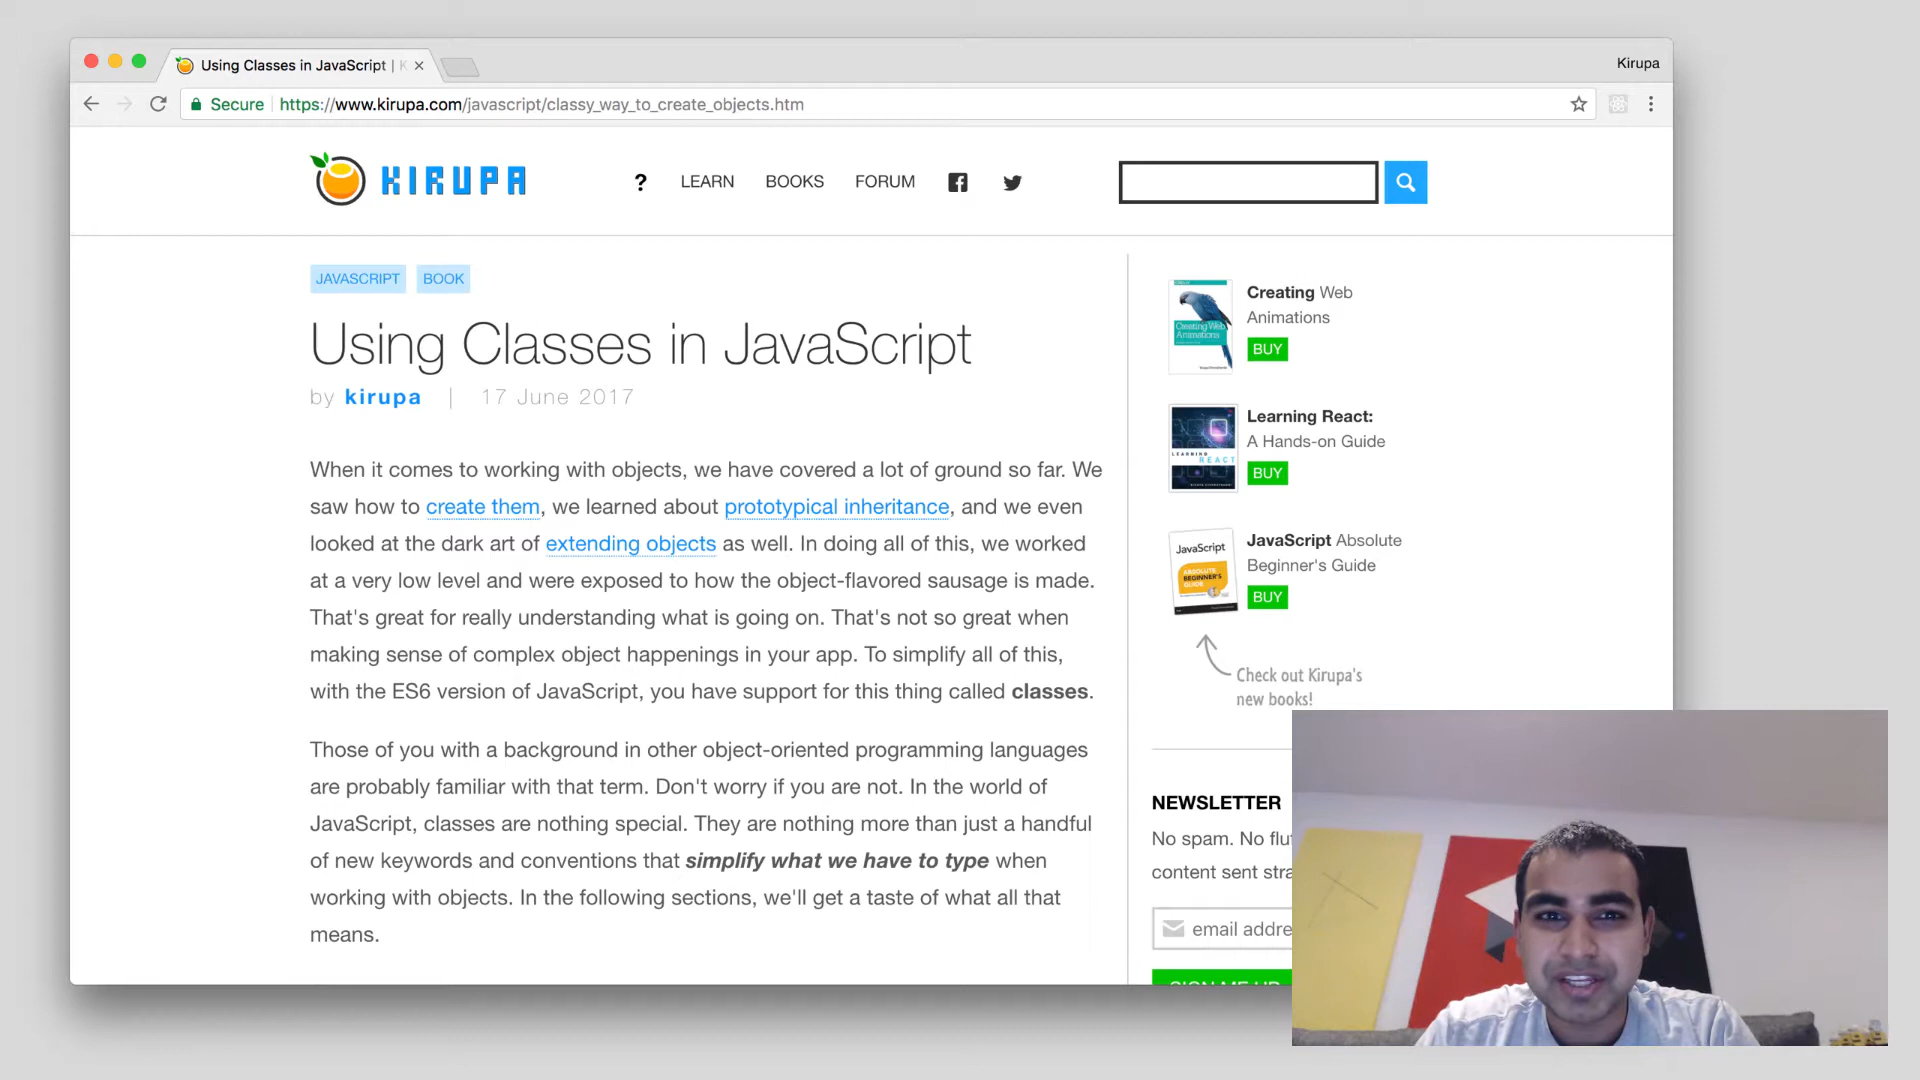 Using Classes in JavaScript | K
Kirupa
Secure https://www.kirupa.com/javascript/classy_way_to_create_objects.htm
KIRUPA
? LEARN BOOKS FORUM
JAVASCRIPT BOOK
Using Classes in JavaScript
by kirupa | 17 June 2017
When it comes to working with objects, we have covered a lot of ground so far. We
saw how to create them, we learned about prototypical inheritance, and we even
looked at the dark art of extending objects as well. In doing all of this, we worked
at a very low level and were exposed to how the object-flavored sausage is made.
That's great for really understanding what is going on. That's not so great when
making sense of complex object happenings in your app. To simplify all of this,
with the ES6 version of JavaScript, you have support for this thing called classes.
Those of you with a background in other object-oriented programming languages
are probably familiar with that term. Don't worry if you are not. In the world of
JavaScript, classes are nothing special. They are nothing more than just a handful
of new keywords and conventions that simplify what we have to type when
working with objects. In the following sections, we'll get a taste of what all that
means.
Creating Web
Animations
BUY
Creating Web
Animations
Learning React:
A Hands-on Guide
BUY
LEARNING
REACT
JavaScript Absolute
Beginner's Guide
BUY
JavaScript
ABSOLUTE
BEGINNER'S
GUIDE
Check out Kirupa's
new books!
NEWSLETTER
No spam. No flu
content sent stra
email addre
SIGN ME UP